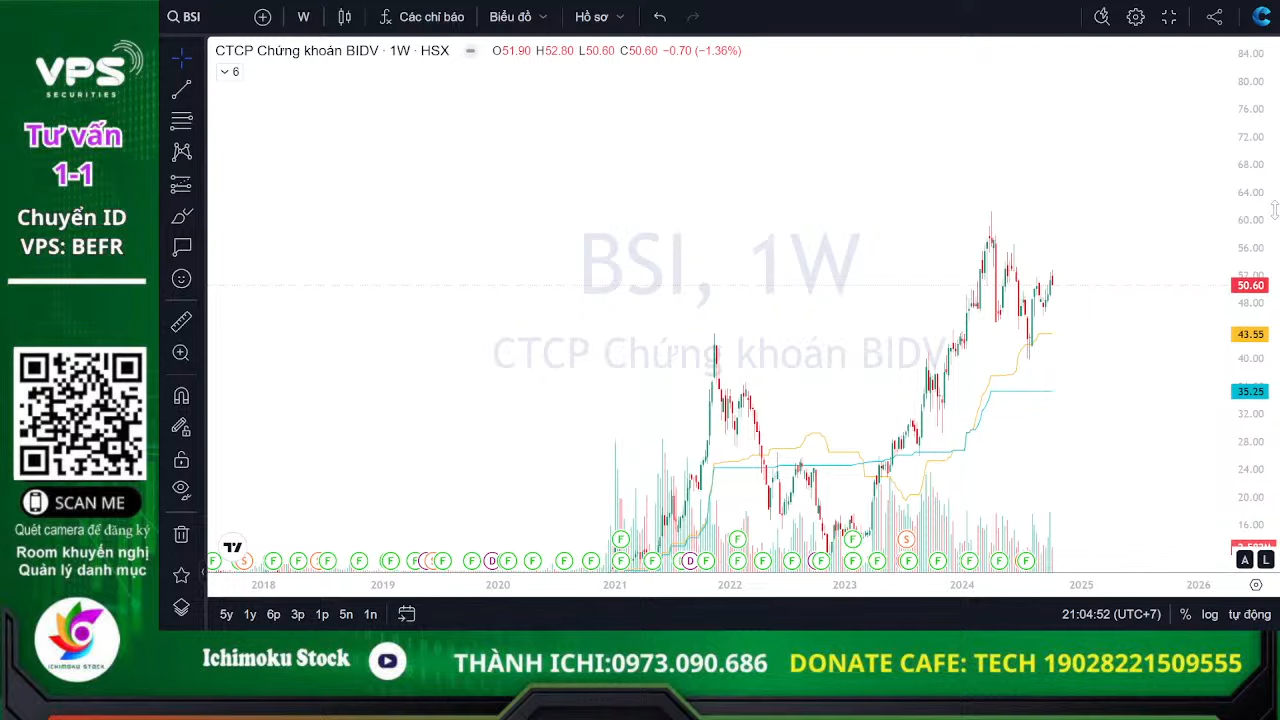 VPS
SECURITIES
Tư vấn
1-1
Chuyển ID
VPS: BEFR
SCAN ME
Quét camera để đăng ký
Room khuyến nghị
Quản lý danh mục
ICHIMOKU STOCK
BSI
W
Các chỉ báo
Biểu đồ
Hồ sơ
CTCP Chứng khoán BIDV · 1W · HSX
O51.90 H52.80 L50.60 C50.60 −0.70 (−1.36%)
6
BSI, 1W
CTCP Chứng khoán BIDV
84.00
80.00
76.00
72.00
68.00
64.00
60.00
56.00
52.00
50.60
48.00
43.55
40.00
35.25
32.00
28.00
24.00
20.00
16.00
F
F
F
S
F S F F S F F F C S F F D F F F F F F D F F F F F F F F F F F
A L
2018 2019 2020 2021 2022 2023 2024 2025 2026
5y 1y 6p 3p 1p 5n 1n
21:04:52 (UTC+7)
% log tự động
Ichimoku Stock
THÀNH ICHI:0973.090.686
DONATE CAFE: TECH 19028221509555